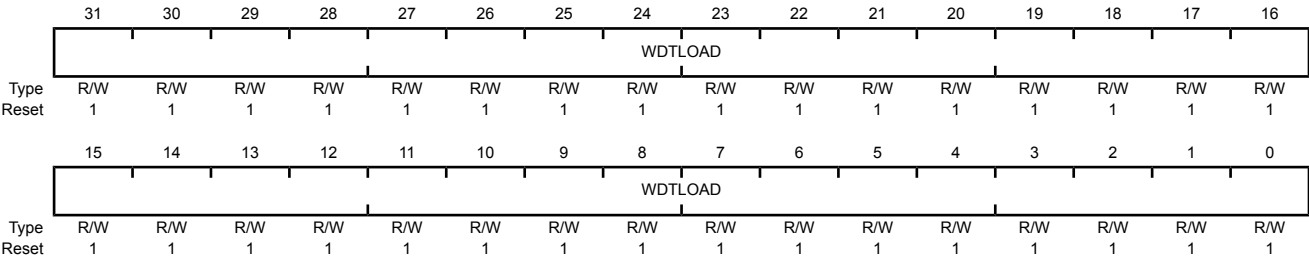 31 30 29 28 27 26 25 24 23 22 21 20 19 18 17 16
WDTLOAD
Type R/W R/W R/W R/W R/W R/W R/W R/W R/W R/W R/W R/W R/W R/W R/W R/W
Reset 1 1 1 1 1 1 1 1 1 1 1 1 1 1 1 1
15 14 13 12 11 10 9 8 7 6 5 4 3 2 1 0
WDTLOAD
Type R/W R/W R/W R/W R/W R/W R/W R/W R/W R/W R/W R/W R/W R/W R/W R/W
Reset 1 1 1 1 1 1 1 1 1 1 1 1 1 1 1 1